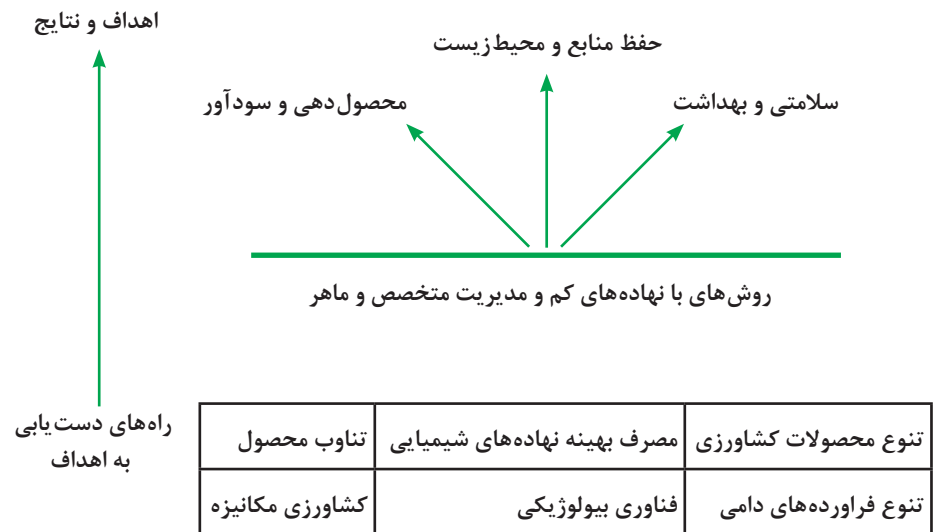 اهداف و نتایج
حفظ منابع و محیط‌زیست
سلامتی و بهداشت
محصول‌دهی و سودآور
روش‌های با نهاده‌های کم و مدیریت متخصص و ماهر
راه‌های دست‌یابی
به اهداف
تنوع محصولات کشاورزی مصرف بهینه نهاده‌های شیمیایی تناوب محصول
تنوع فراورده‌های دامی فناوری بیولوژیکی کشاورزی مکانیزه